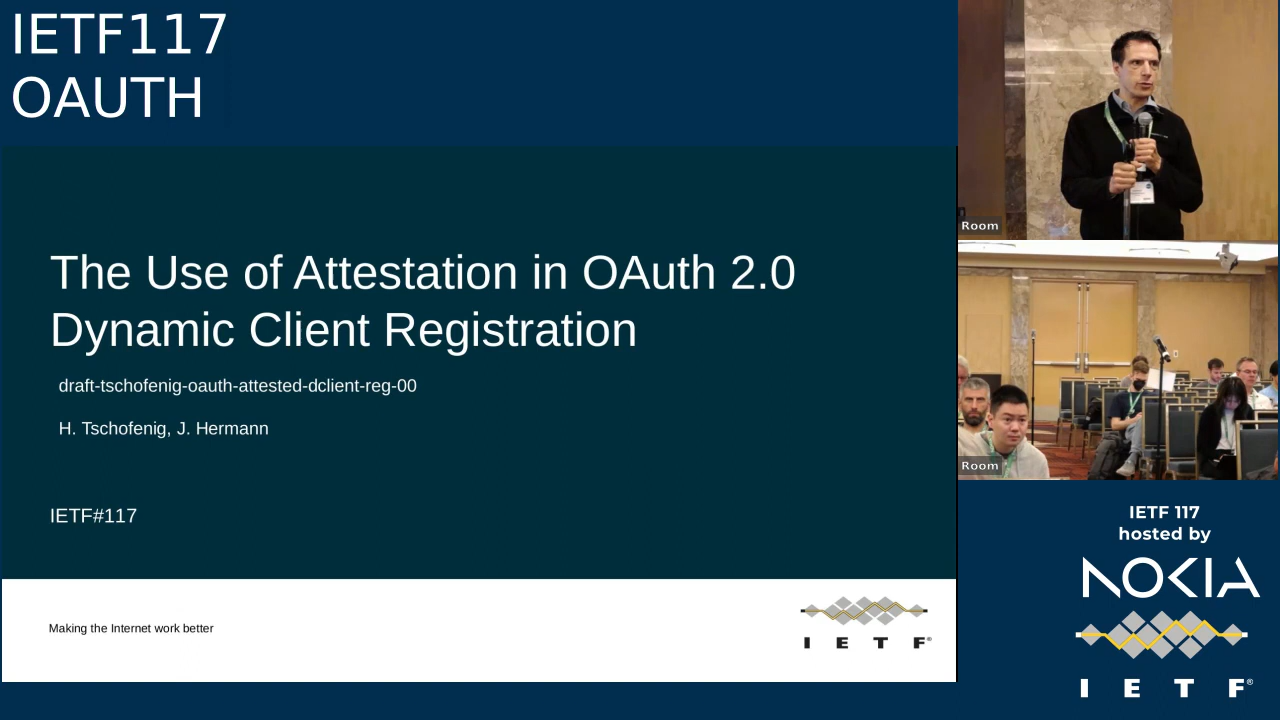 IETF117
OAUTH
The Use of Attestation in OAuth 2.0
Dynamic Client Registration
draft-tschofenig-oauth-attested-dclient-reg-00
H. Tschofenig, J. Hermann
IETF#117
Making the Internet work better
I E T F®
Room
Room
IETF 117
hosted by
NOKIA
I E T F®